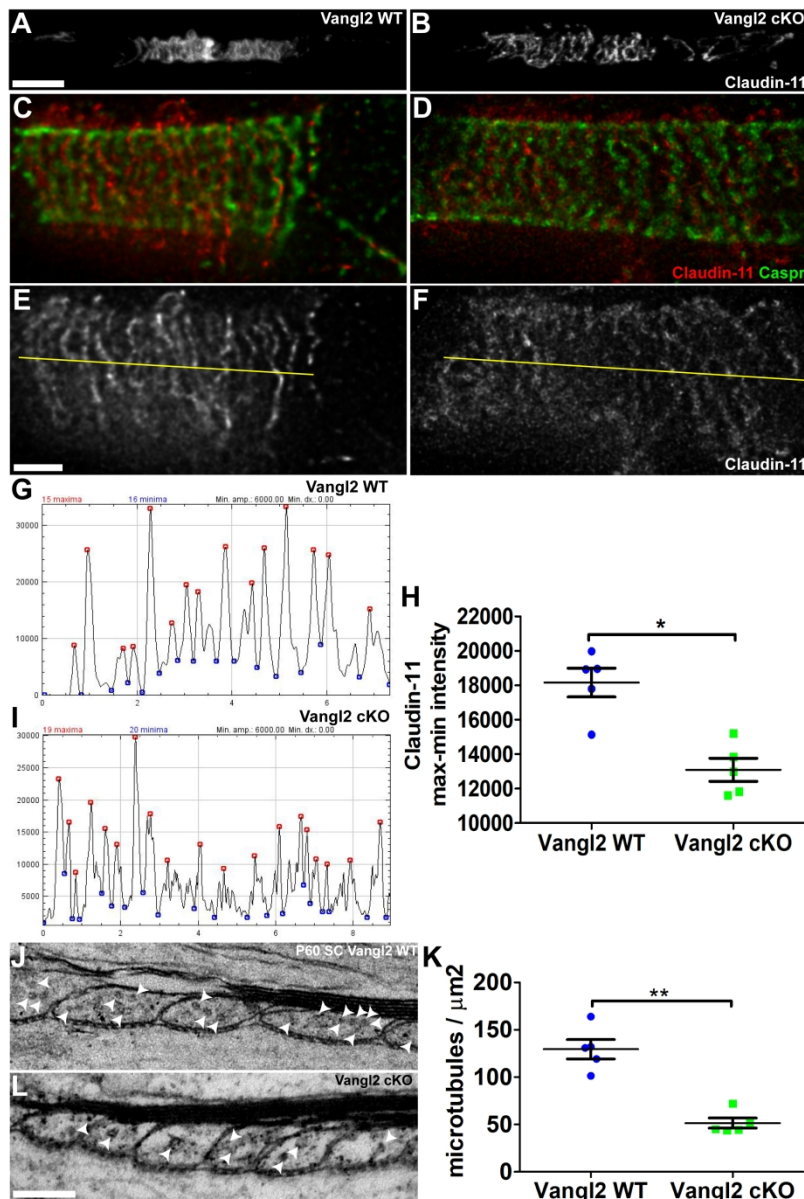 A Vangl2 WT
B Vangl2 cKO
Claudin-11
C
D
Claudin-11 Caspr
E
F
Claudin-11
G Vangl2 WT
15 maxima 16 minima Min. amp.: 6000.00 Min. dx.: 0.00
30000
20000
10000
0
0 2 4 6
H
Claudin-11
max-min intensity
22000
20000
18000
16000
14000
12000
10000
*
Vangl2 WT Vangl2 cKO
I Vangl2 cKO
19 maxima 20 minima Min. amp.: 6000.00 Min. dx.: 0.00
30000
25000
20000
15000
10000
5000
0 2 4 6 8
J P60 SC Vangl2 WT
K
microtubules / µm2
200
150
100
50
0
**
Vangl2 WT Vangl2 cKO
L Vangl2 cKO